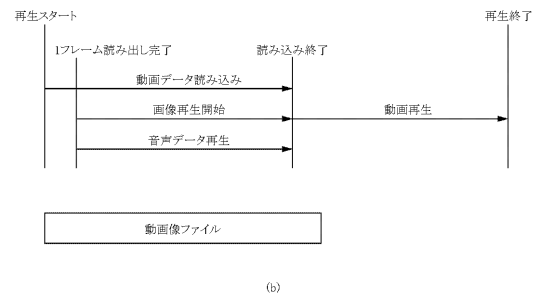 再生スタート
再生終了
1フレーム読み出し完了
読み込み終了
動画データ読み込み
画像再生開始
動画再生
音声データ再生
動画像ファイル
(b)